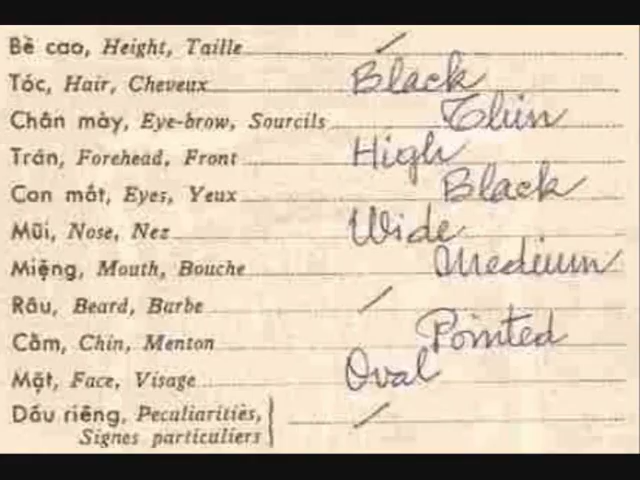 Bề cao, Height, Taille /
Tóc, Hair, Cheveux Black
Chân mày, Eye-brow, Sourcils Thin
Trán, Forehead, Front High
Con mắt, Eyes, Yeux Black
Mũi, Nose, Nez Wide
Miệng, Mouth, Bouche Medium
Râu, Beard, Barbe /
Cằm, Chin, Menton Pointed
Mặt, Face, Visage Oval
Dấu riêng, Peculiarities, /
Signes particuliers